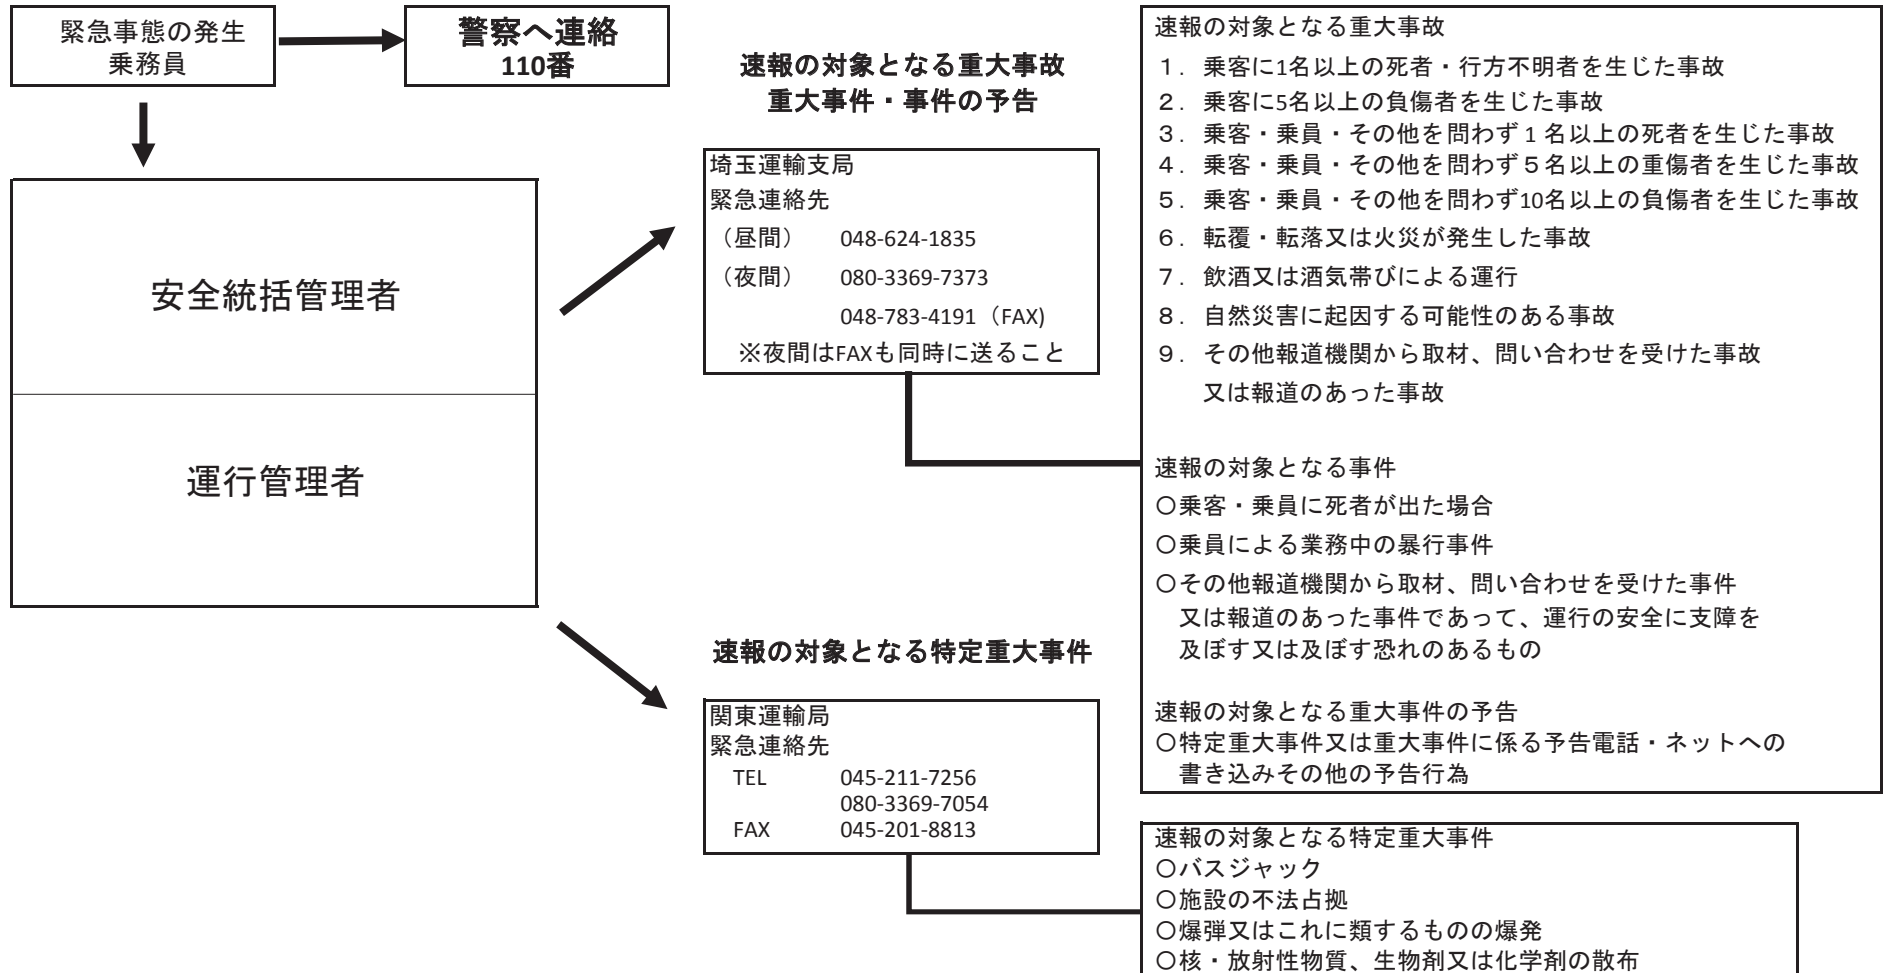 緊急事態の発生
乗務員
警察へ連絡
110番
安全統括管理者
運行管理者
速報の対象となる重大事故
重大事件・事件の予告
埼玉運輸支局
緊急連絡先
（昼間） 048-624-1835
（夜間） 080-3369-7373
048-783-4191（FAX)
※夜間はFAXも同時に送ること
速報の対象となる特定重大事件
関東運輸局
緊急連絡先
TEL 045-211-7256
080-3369-7054
FAX 045-201-8813
速報の対象となる重大事故
１．乗客に1名以上の死者・行方不明者を生じた事故
２．乗客に5名以上の負傷者を生じた事故
３．乗客・乗員・その他を問わず１名以上の死者を生じた事故
４．乗客・乗員・その他を問わず５名以上の重傷者を生じた事故
５．乗客・乗員・その他を問わず10名以上の負傷者を生じた事故
６．転覆・転落又は火災が発生した事故
７．飲酒又は酒気帯びによる運行
８．自然災害に起因する可能性のある事故
９．その他報道機関から取材、問い合わせを受けた事故
又は報道のあった事故
速報の対象となる事件
○乗客・乗員に死者が出た場合
○乗員による業務中の暴行事件
○その他報道機関から取材、問い合わせを受けた事件
又は報道のあった事件であって、運行の安全に支障を
及ぼす又は及ぼす恐れのあるもの
速報の対象となる重大事件の予告
○特定重大事件又は重大事件に係る予告電話・ネットへの
書き込みその他の予告行為
速報の対象となる特定重大事件
○バスジャック
○施設の不法占拠
○爆弾又はこれに類するものの爆発
○核・放射性物質、生物剤又は化学剤の散布